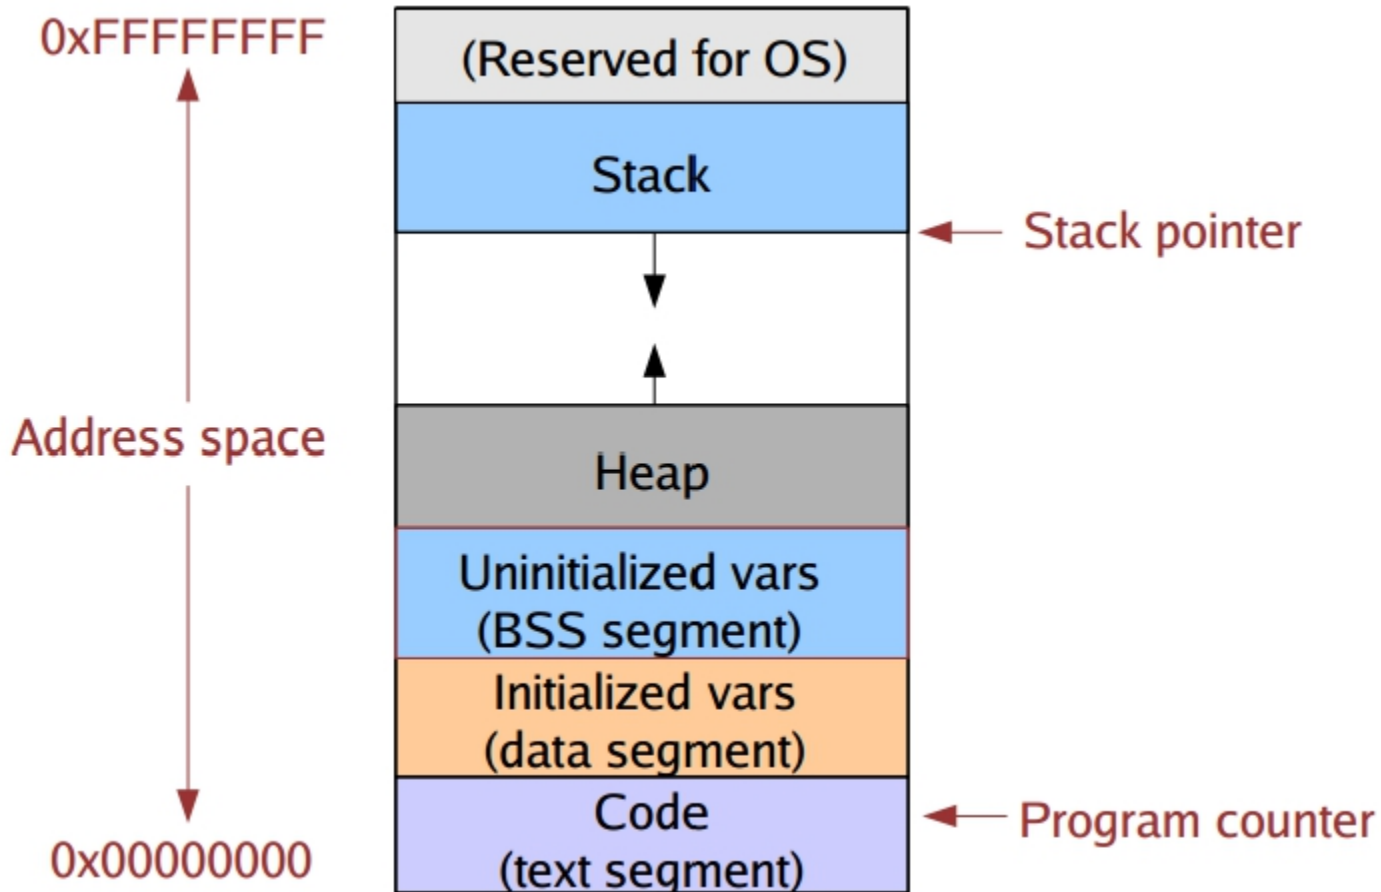 0xFFFFFFFF
(Reserved for OS)
Stack
Stack pointer
Address space
Heap
Uninitialized vars
(BSS segment)
Initialized vars
(data segment)
Code
(text segment)
Program counter
0x00000000